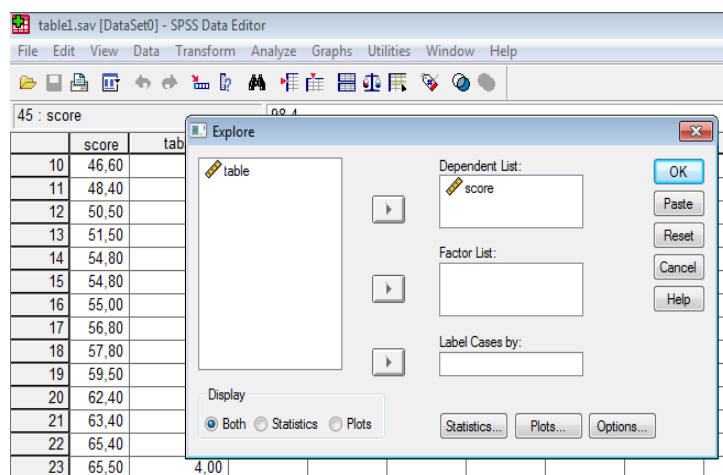 table1.sav [DataSet0] - SPSS Data Editor
File Edit View Data Transform Analyze Graphs Utilities Window Help
45 : score 98,4
score
10 46,60
11 48,40
12 50,50
13 51,50
14 54,80
15 54,80
16 55,00
17 56,80
18 57,80
19 59,50
20 62,40
21 63,40
22 65,40
23 65,50 4,00
Explore
table
Dependent List:
score
Factor List:
Label Cases by:
OK
Paste
Reset
Cancel
Help
Display
Both Statistics Plots
Statistics... Plots... Options...